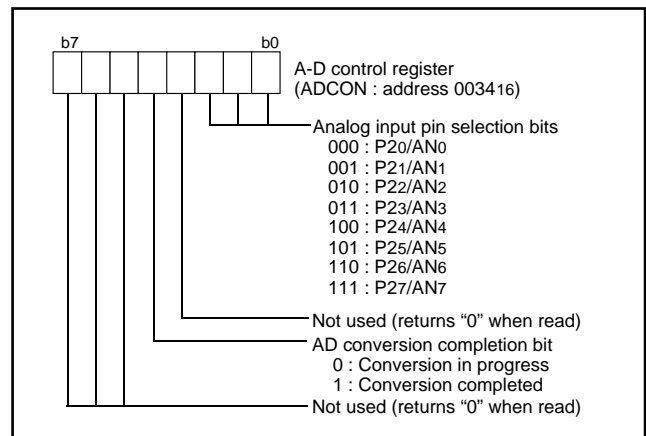 b7 b0
A-D control register
(ADCON : address 003416)
Analog input pin selection bits
000 : P20/AN0
001 : P21/AN1
010 : P22/AN2
011 : P23/AN3
100 : P24/AN4
101 : P25/AN5
110 : P26/AN6
111 : P27/AN7
Not used (returns “0” when read)
AD conversion completion bit
0 : Conversion in progress
1 : Conversion completed
Not used (returns “0” when read)